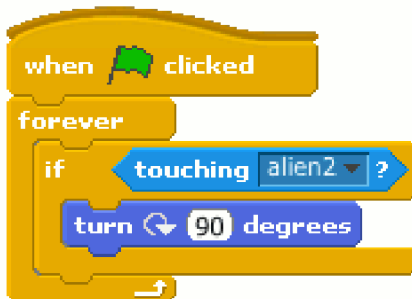 when clicked
forever
if touching alien2 ?
turn 90 degrees